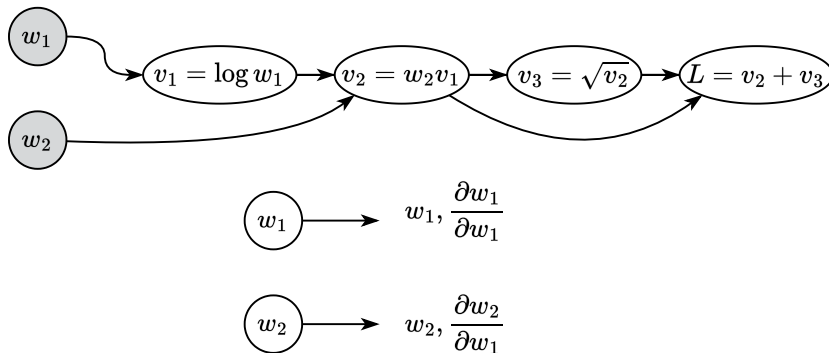 w₁
v₁ = log w₁
v₂ = w₂v₁
v₃ = √v₂
L = v₂ + v₃
w₂
w₁
w₁, ∂w₁/∂w₁
w₂
w₂, ∂w₂/∂w₁